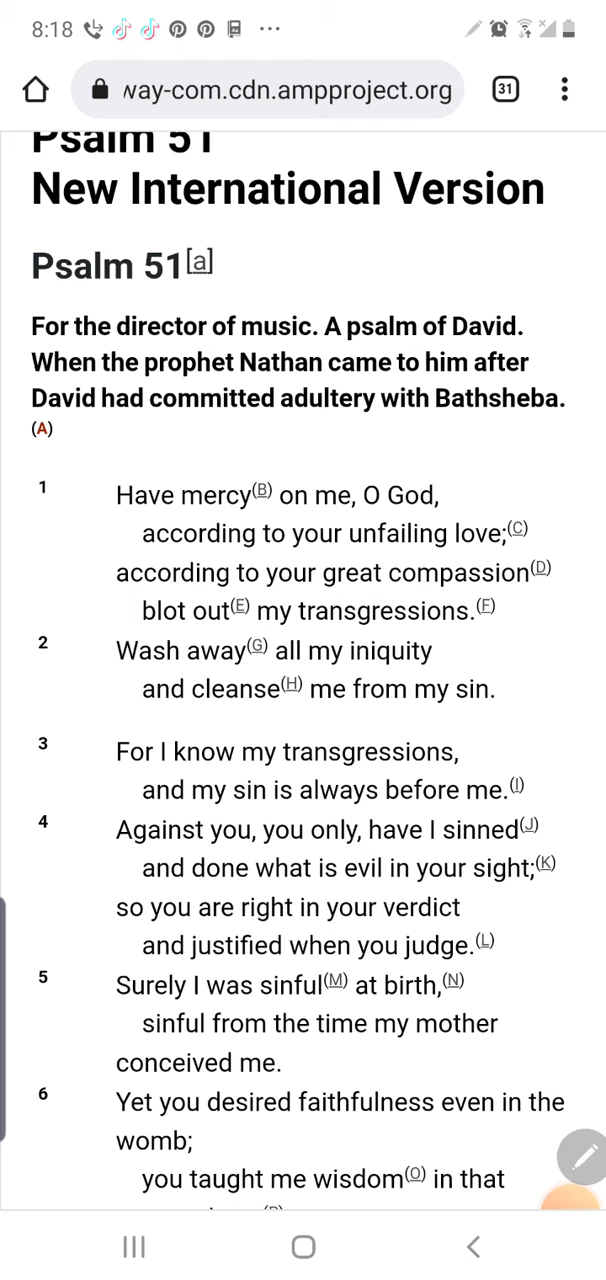 8:18
way-com.cdn.ampproject.org
31
Psalm 51
New International Version
Psalm 51[a]
For the director of music. A psalm of David.
When the prophet Nathan came to him after
David had committed adultery with Bathsheba.
(A)
1 Have mercy(B) on me, O God,
according to your unfailing love;(C)
according to your great compassion(D)
blot out(E) my transgressions.(F)
2 Wash away(G) all my iniquity
and cleanse(H) me from my sin.
3 For I know my transgressions,
and my sin is always before me.(I)
4 Against you, you only, have I sinned(J)
and done what is evil in your sight;(K)
so you are right in your verdict
and justified when you judge.(L)
5 Surely I was sinful(M) at birth,(N)
sinful from the time my mother
conceived me.
6 Yet you desired faithfulness even in the
womb;
you taught me wisdom(O) in that